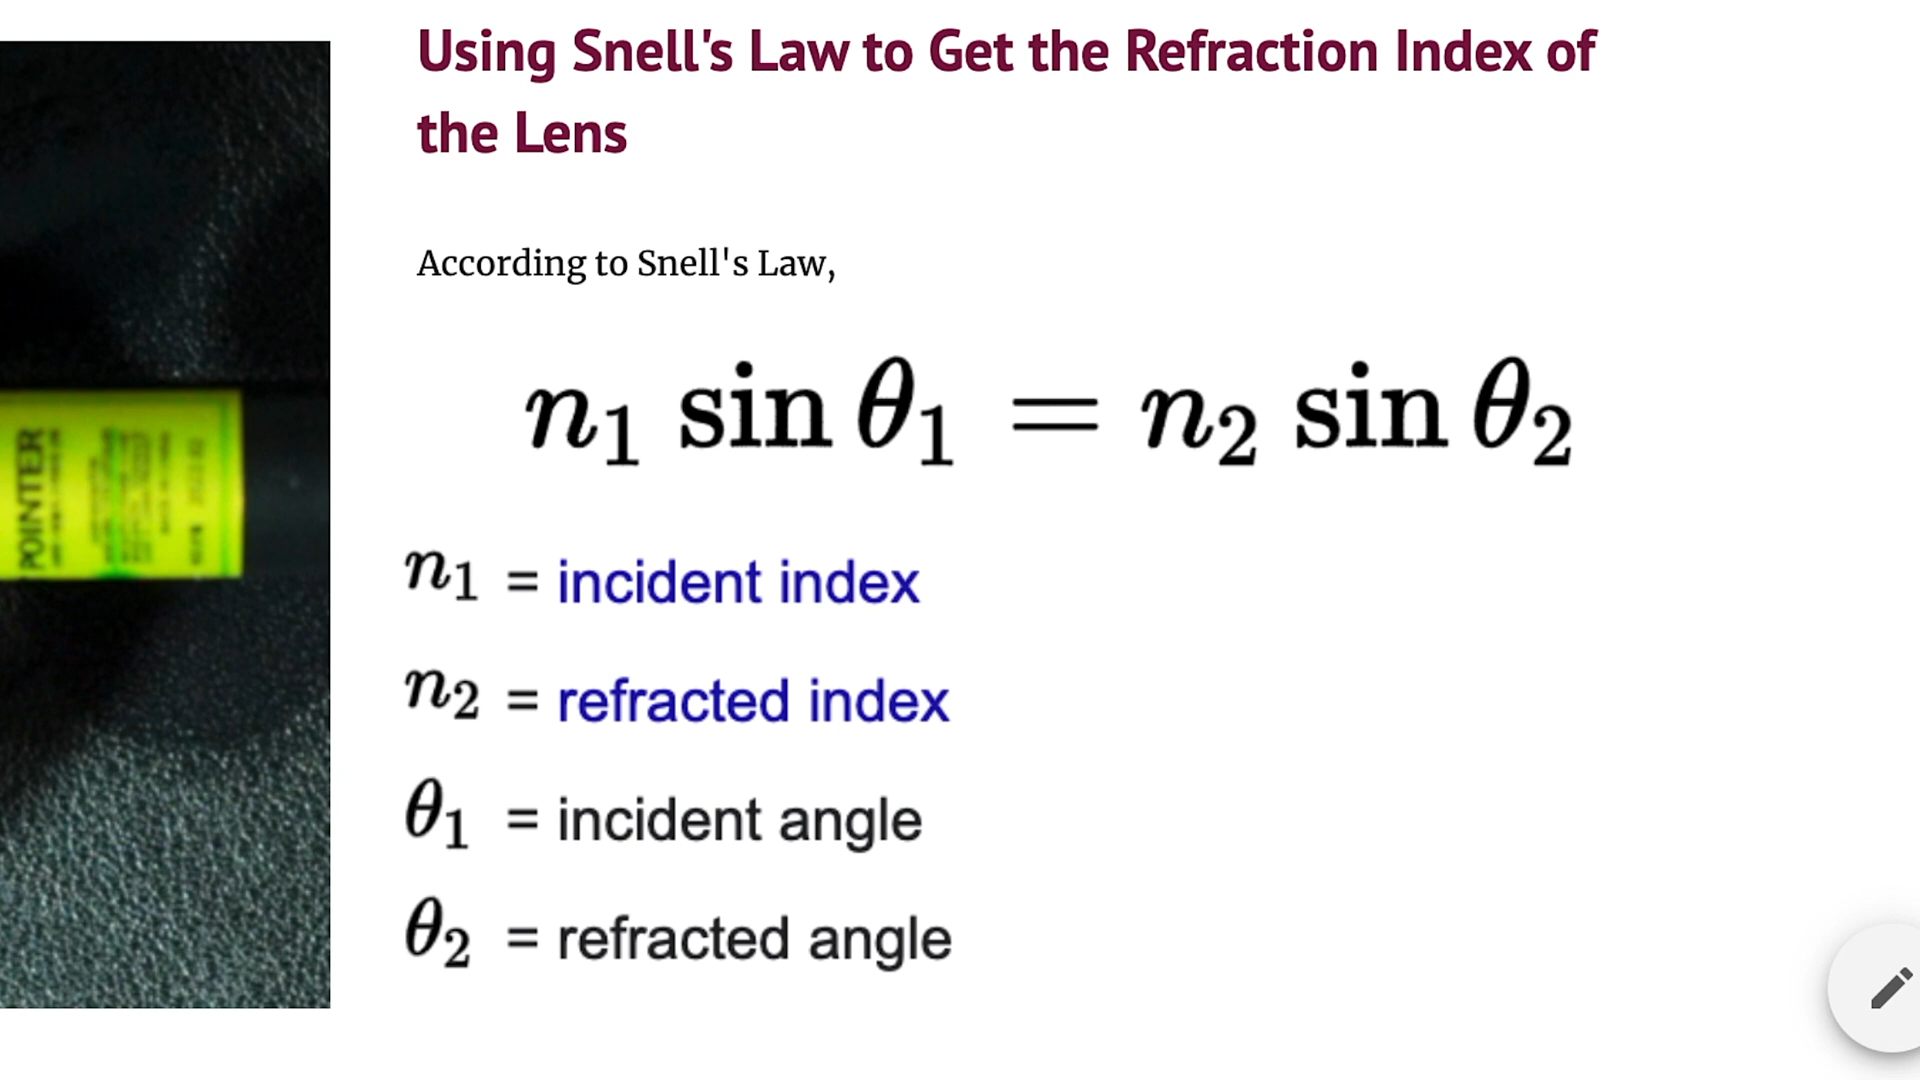 Using Snell's Law to Get the Refraction Index of
the Lens
According to Snell's Law,
n₁ sin θ₁ = n₂ sin θ₂
n₁ = incident index
n₂ = refracted index
θ₁ = incident angle
θ₂ = refracted angle
POINTER